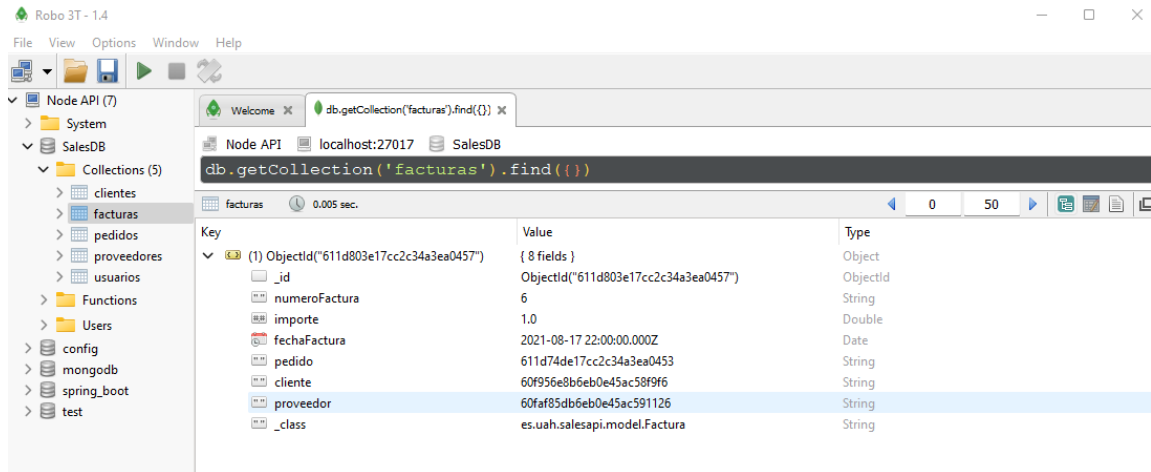 Robo 3T - 1.4
File View Options Window Help
Node API (7)
System
SalesDB
Collections (5)
clientes
facturas
pedidos
proveedores
usuarios
Functions
Users
config
mongodb
spring_boot
test
Welcome
db.getCollection('facturas').find({})
Node API localhost:27017 SalesDB
db.getCollection('facturas').find({})
facturas 0.005 sec. 0 50
Key Value Type
(1) ObjectId("611d803e17cc2c34a3ea0457") { 8 fields } Object
_id ObjectId("611d803e17cc2c34a3ea0457") ObjectId
numeroFactura 6 String
importe 1.0 Double
fechaFactura 2021-08-17 22:00:00.000Z Date
pedido 611d74de17cc2c34a3ea0453 String
cliente 60f956e8b6eb0e45ac58f9f6 String
proveedor 60faf85db6eb0e45ac591126 String
_class es.uah.salesapi.model.Factura String